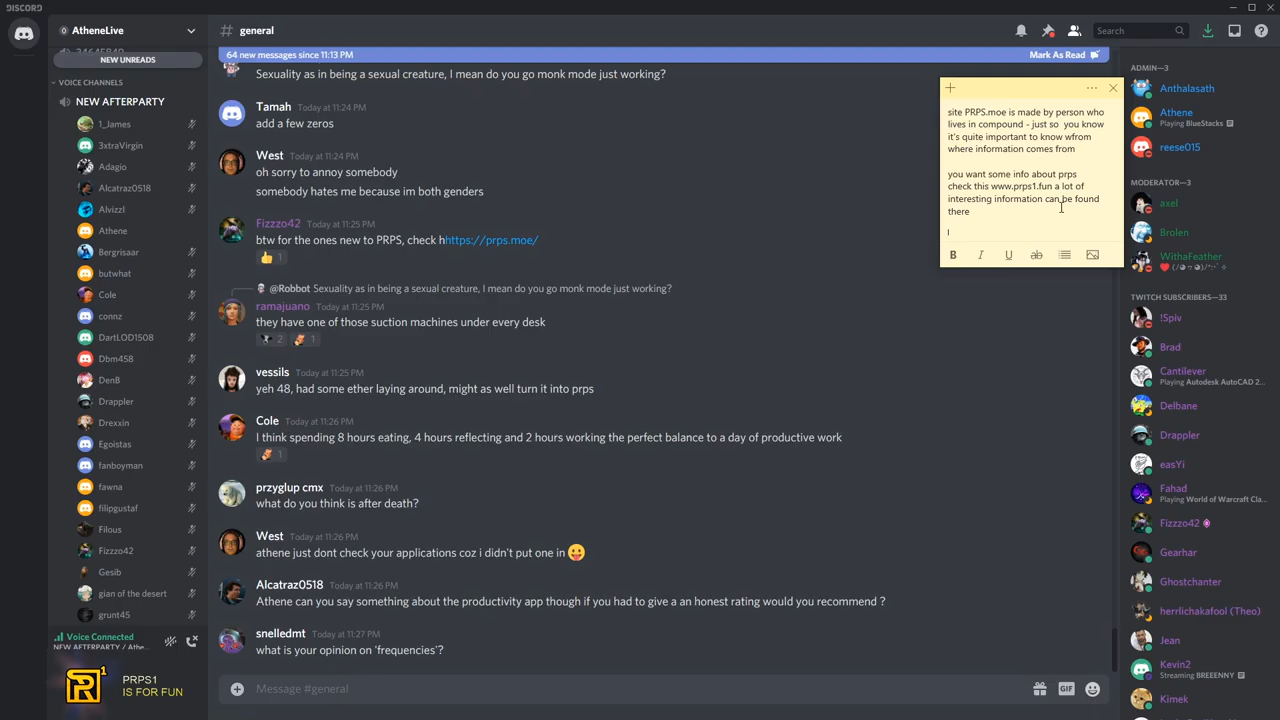 DISCORD
AtheneLive
34645840
NEW UNREADS
VOICE CHANNELS
NEW AFTERPARTY
1_James
3xtraVirgin
Adagio
Alcatraz0518
Alvizzl
Athene
Bergrisaar
butwhat
Cole
connz
DartLOD1508
Dbm458
DenB
Drappler
Drexxin
Egoistas
fanboyman
fawna
filipgustaf
Filous
Fizzzo42
Gesib
gian of the desert
grunt45
Voice Connected
NEW AFTERPARTY / Athe...
PRPS1
IS FOR FUN
# general
Search
64 new messages since 11:13 PM
Mark As Read
Sexuality as in being a sexual creature, I mean do you go monk mode just working?
Tamah Today at 11:24 PM
add a few zeros
West Today at 11:25 PM
oh sorry to annoy somebody
somebody hates me because im both genders
Fizzzo42 Today at 11:25 PM
btw for the ones new to PRPS, check hhttps://prps.moe/
1
@Robbot Sexuality as in being a sexual creature, I mean do you go monk mode just working?
ramajuano Today at 11:25 PM
they have one of those suction machines under every desk
2 1
vessils Today at 11:25 PM
yeh 48, had some ether laying around, might as well turn it into prps
Cole Today at 11:26 PM
I think spending 8 hours eating, 4 hours reflecting and 2 hours working the perfect balance to a day of productive work
1
przyglup cmx Today at 11:26 PM
what do you think is after death?
West Today at 11:26 PM
athene just dont check your applications coz i didn't put one in
Alcatraz0518 Today at 11:26 PM
Athene can you say something about the productivity app though if you had to give a an honest rating would you recommend ?
snelledmt Today at 11:27 PM
what is your opinion on 'frequencies'?
Message #general
GIF
site PRPS.moe is made by person who
lives in compound - just so you know
it's quite important to know wfrom
where information comes from
you want some info about prps
check this www.prps1.fun a lot of
interesting information can be found
there
B I U ab
ADMIN—3
Anthalasath
Athene
Playing BlueStacks
reese015
MODERATOR—3
axel
Brolen
WithaFeather
TWITCH SUBSCRIBERS—33
!Spiv
Brad
Cantilever
Playing Autodesk AutoCAD 2...
Delbane
Drappler
easYi
Fahad
Playing World of Warcraft Cla...
Fizzzo42
Gearhar
Ghostchanter
herrlichakafool (Theo)
Jean
Kevin2
Streaming BREEENNY
Kimek